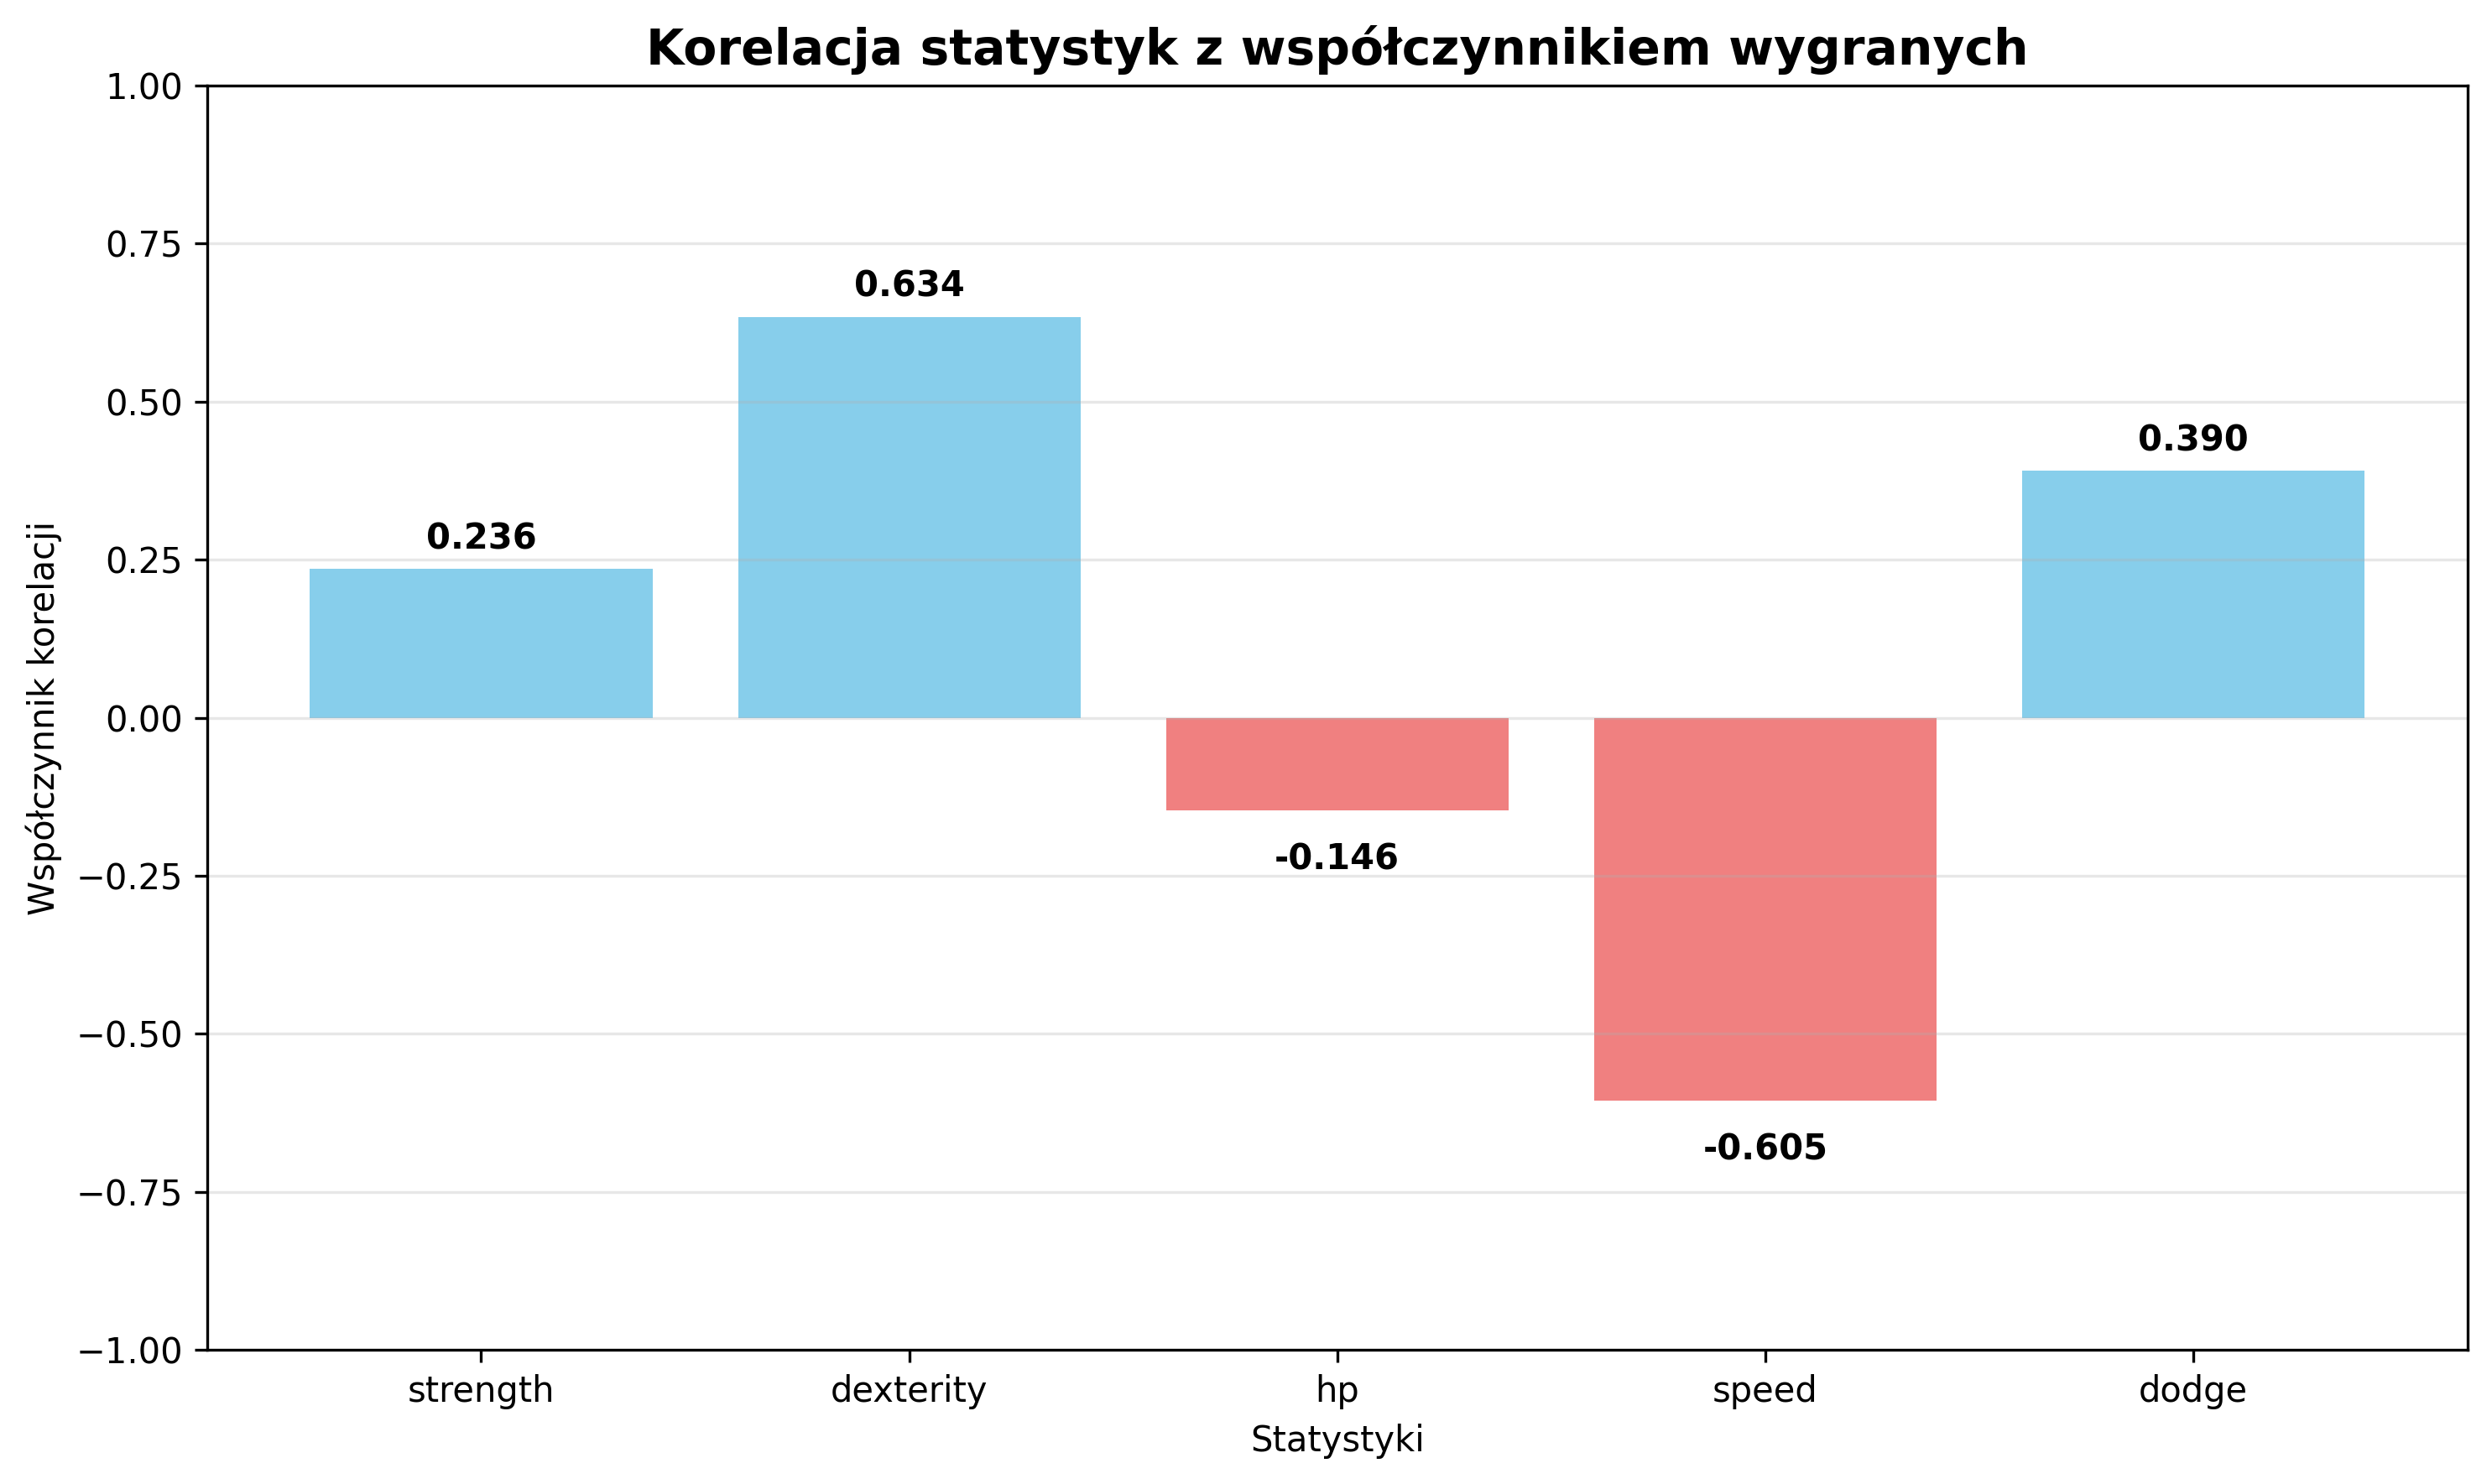 Korelacja statystyk z współczynnikiem wygranych
Współczynnik korelacji
1.00
0.75
0.50
0.25
0.00
−0.25
−0.50
−0.75
−1.00
0.236
0.634
-0.146
-0.605
0.390
strength
dexterity
hp
speed
dodge
Statystyki